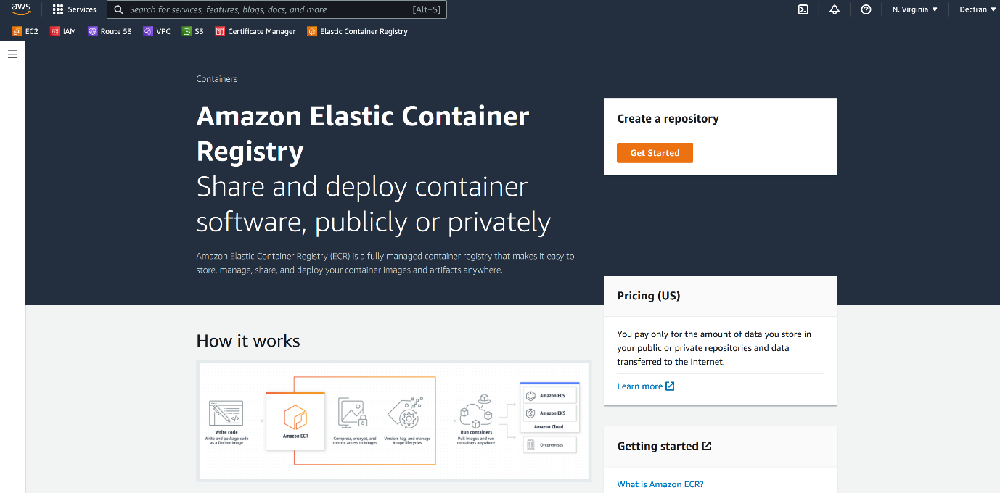 aws
Services
Search for services, features, blogs, docs, and more
[Alt+S]
N. Virginia
Dectran
EC2
IAM
Route 53
VPC
S3
Certificate Manager
Elastic Container Registry
Containers
Amazon Elastic Container
Registry
Share and deploy container
software, publicly or privately
Amazon Elastic Container Registry (ECR) is a fully managed container registry that makes it easy to
store, manage, share, and deploy your container images and artifacts anywhere.
Create a repository
Get Started
Pricing (US)
You pay only for the amount of data you store in
your public or private repositories and data
transferred to the Internet.
Learn more
How it works
Write code
Write and package code
as a Docker image
Amazon ECR
Compress, encrypt, and
control access to images
Version, tag, and manage
image lifecycles
Run containers
Pull images and run
containers anywhere
Amazon ECS
Amazon EKS
Amazon Cloud
On premises
Getting started
What is Amazon ECR?